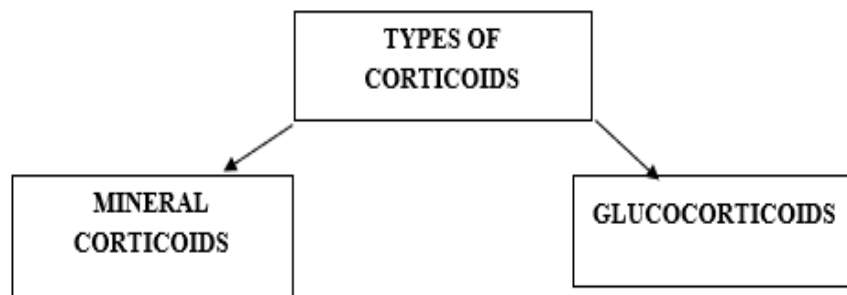 TYPES OF
CORTICOIDS
MINERAL
CORTICOIDS
GLUCOCORTICOIDS